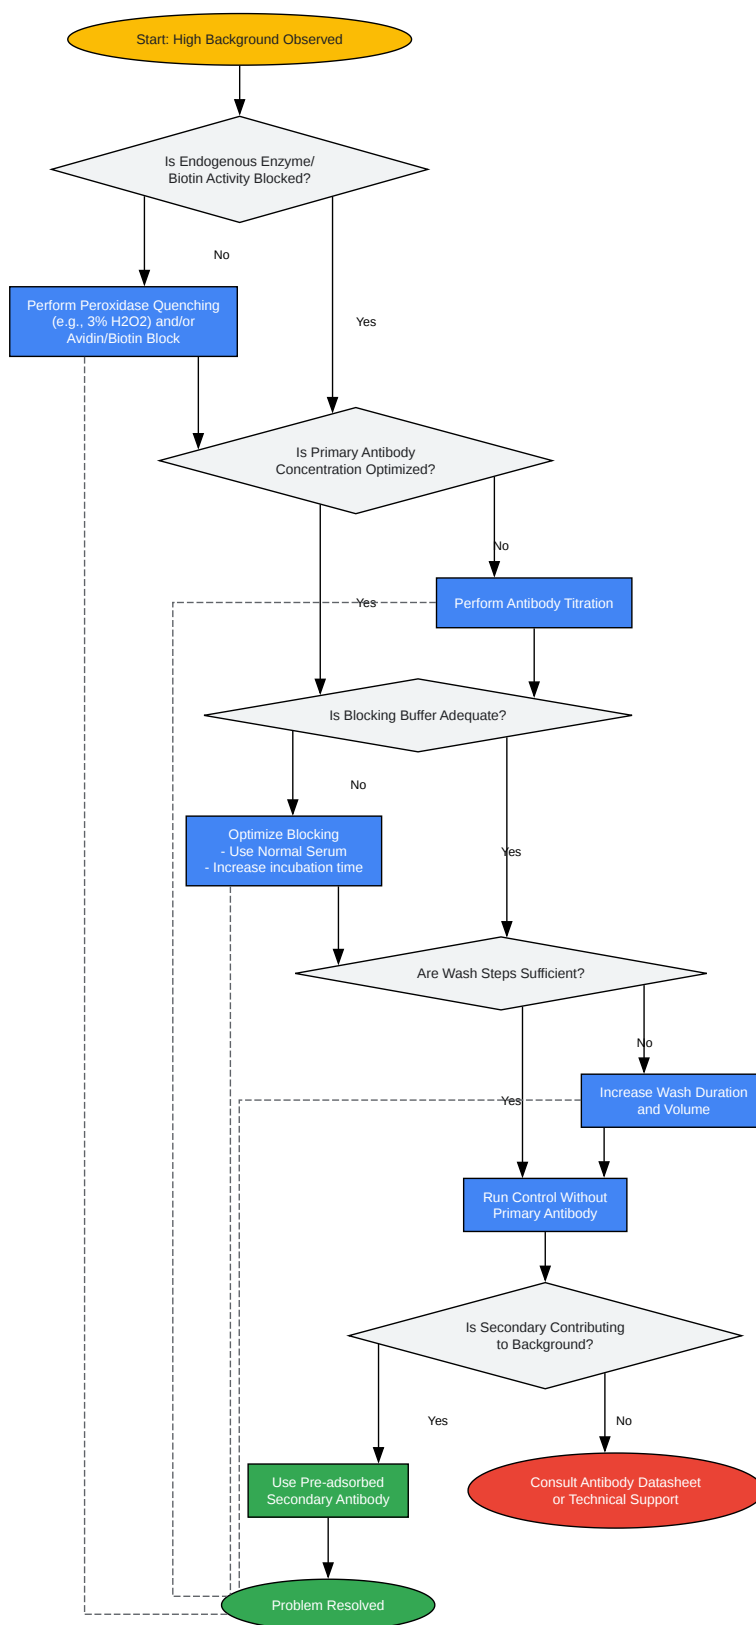 Start: High Background Observed
Is Endogenous Enzyme/
Biotin Activity Blocked?
No
Perform Peroxidase Quenching
(e.g., 3% H2O2) and/or
Avidin/Biotin Block
Yes
Is Primary Antibody
Concentration Optimized?
No
Yes
Perform Antibody Titration
Is Blocking Buffer Adequate?
No
Optimize Blocking
- Use Normal Serum
- Increase incubation time
Yes
Are Wash Steps Sufficient?
No
Yes
Increase Wash Duration
and Volume
Run Control Without
Primary Antibody
Is Secondary Contributing
to Background?
Yes
No
Use Pre-adsorbed
Secondary Antibody
Consult Antibody Datasheet
or Technical Support
Problem Resolved